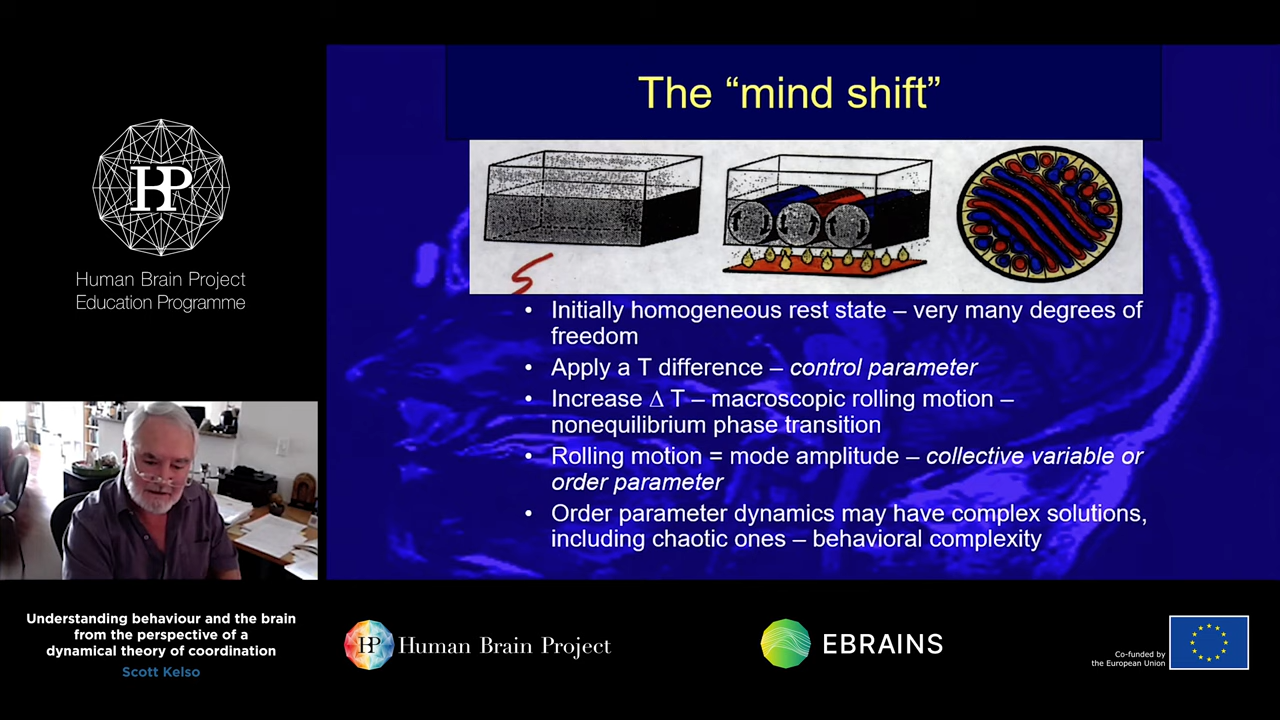 The “mind shift”
HP
Human Brain Project
Education Programme
5
• Initially homogeneous rest state – very many degrees of
freedom
• Apply a T difference – control parameter
• Increase Δ T – macroscopic rolling motion –
nonequilibrium phase transition
• Rolling motion = mode amplitude – collective variable or
order parameter
• Order parameter dynamics may have complex solutions,
including chaotic ones – behavioral complexity
Understanding behaviour and the brain
from the perspective of a
dynamical theory of coordination
Scott Kelso
HP Human Brain Project
EBRAINS
Co-funded by
the European Union